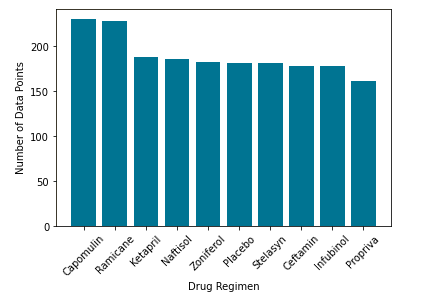 Number of Data Points
200
150
100
50
0
Capomulin
Ramicane
Ketapril
Naftisol
Zoniferol
Placebo
Stelasyn
Ceftamin
Infubinol
Propriva
Drug Regimen